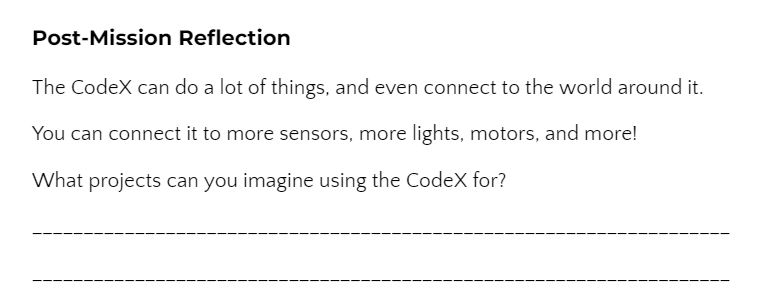 Post-Mission Reflection
The CodeX can do a lot of things, and even connect to the world around it.
You can connect it to more sensors, more lights, motors, and more!
What projects can you imagine using the CodeX for?